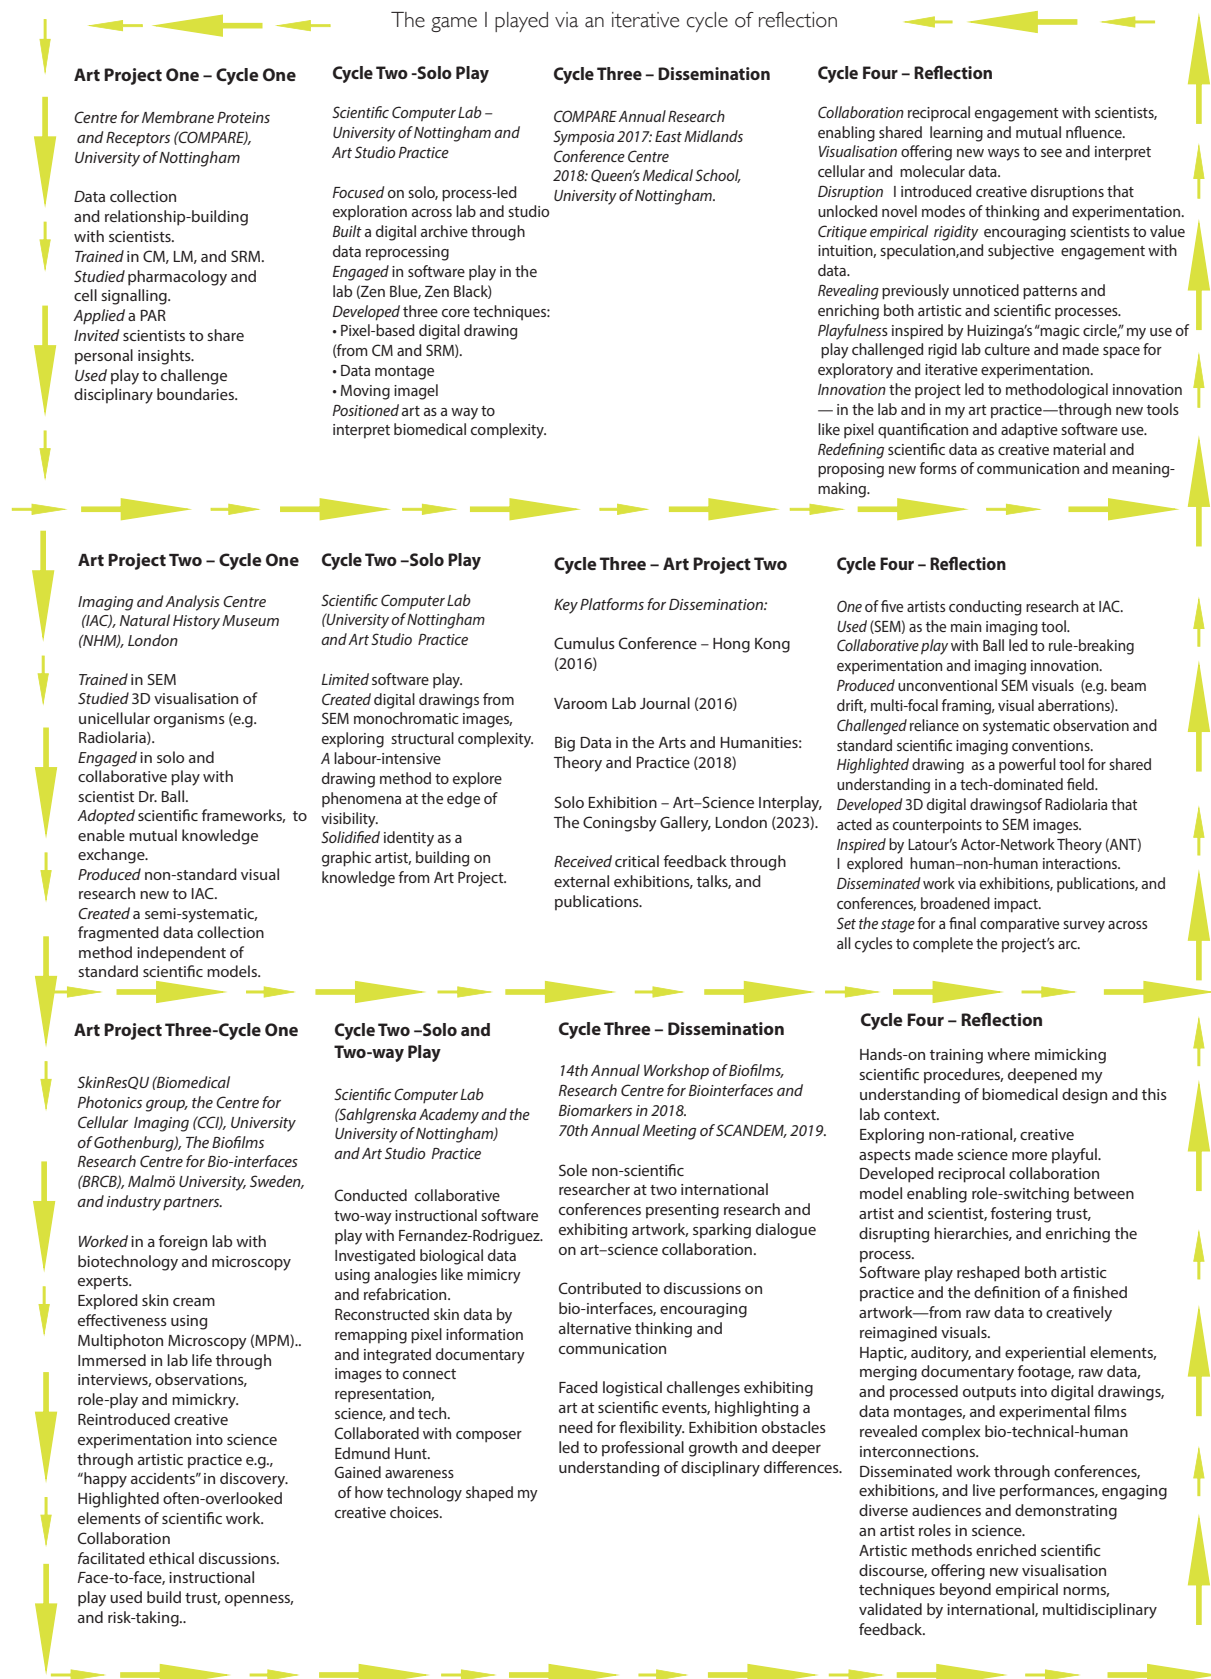 The game I played via an iterative cycle of reflection
Art Project One – Cycle One
Centre for Membrane Proteins
and Receptors (COMPARE),
University of Nottingham
Data collection
and relationship-building
with scientists.
Trained in CM, LM, and SRM.
Studied pharmacology and
cell signalling.
Applied a PAR
Invited scientists to share
personal insights.
Used play to challenge
disciplinary boundaries.
Cycle Two -Solo Play
Scientific Computer Lab –
University of Nottingham and
Art Studio Practice
Focused on solo, process-led
exploration across lab and studio
Built a digital archive through
data reprocessing
Engaged in software play in the
lab (Zen Blue, Zen Black)
Developed three core techniques:
• Pixel-based digital drawing
(from CM and SRM).
• Data montage
• Moving imagel
Positioned art as a way to
interpret biomedical complexity.
Cycle Three – Dissemination
COMPARE Annual Research
Symposia 2017: East Midlands
Conference Centre
2018: Queen's Medical School,
University of Nottingham.
Cycle Four – Reflection
Collaboration reciprocal engagement with scientists,
enabling shared learning and mutual nfluence.
Visualisation offering new ways to see and interpret
cellular and molecular data.
Disruption I introduced creative disruptions that
unlocked novel modes of thinking and experimentation.
Critique empirical rigidity encouraging scientists to value
intuition, speculation,and subjective engagement with
data.
Revealing previously unnoticed patterns and
enriching both artistic and scientific processes.
Playfulness inspired by Huizinga's “magic circle,” my use of
play challenged rigid lab culture and made space for
exploratory and iterative experimentation.
Innovation the project led to methodological innovation
— in the lab and in my art practice—through new tools
like pixel quantification and adaptive software use.
Redefining scientific data as creative material and
proposing new forms of communication and meaning-
making.
Art Project Two – Cycle One
Imaging and Analysis Centre
(IAC), Natural History Museum
(NHM), London
Trained in SEM
Studied 3D visualisation of
unicellular organisms (e.g.
Radiolaria).
Engaged in solo and
collaborative play with
scientist Dr. Ball.
Adopted scientific frameworks, to
enable mutual knowledge
exchange.
Produced non-standard visual
research new to IAC.
Created a semi-systematic,
fragmented data collection
method independent of
standard scientific models.
Cycle Two –Solo Play
Scientific Computer Lab
(University of Nottingham
and Art Studio Practice
Limited software play.
Created digital drawings from
SEM monochromatic images,
exploring structural complexity.
A labour-intensive
drawing method to explore
phenomena at the edge of
visibility.
Solidified identity as a
graphic artist, building on
knowledge from Art Project.
Cycle Three – Art Project Two
Key Platforms for Dissemination:
Cumulus Conference – Hong Kong
(2016)
Varoom Lab Journal (2016)
Big Data in the Arts and Humanities:
Theory and Practice (2018)
Solo Exhibition – Art–Science Interplay,
The Coningsby Gallery, London (2023).
Received critical feedback through
external exhibitions, talks, and
publications.
Cycle Four – Reflection
One of five artists conducting research at IAC.
Used (SEM) as the main imaging tool.
Collaborative play with Ball led to rule-breaking
experimentation and imaging innovation.
Produced unconventional SEM visuals (e.g. beam
drift, multi-focal framing, visual aberrations).
Challenged reliance on systematic observation and
standard scientific imaging conventions.
Highlighted drawing as a powerful tool for shared
understanding in a tech-dominated field.
Developed 3D digital drawingsof Radiolaria that
acted as counterpoints to SEM images.
Inspired by Latour's Actor-Network Theory (ANT)
I explored human–non-human interactions.
Disseminated work via exhibitions, publications, and
conferences, broadened impact.
Set the stage for a final comparative survey across
all cycles to complete the project's arc.
Art Project Three-Cycle One
SkinResQU (Biomedical
Photonics group, the Centre for
Cellular Imaging (CCI), University
of Gothenburg), The Biofilms
Research Centre for Bio-interfaces
(BRCB), Malmö University, Sweden,
and industry partners.
Worked in a foreign lab with
biotechnology and microscopy
experts.
Explored skin cream
effectiveness using
Multiphoton Microscopy (MPM)..
Immersed in lab life through
interviews, observations,
role-play and mimickry.
Reintroduced creative
experimentation into science
through artistic practice e.g.,
“happy accidents” in discovery.
Highlighted often-overlooked
elements of scientific work.
Collaboration
facilitated ethical discussions.
Face-to-face, instructional
play used build trust, openness,
and risk-taking..
Cycle Two –Solo and
Two-way Play
Scientific Computer Lab
(Sahlgrenska Academy and the
University of Nottingham)
and Art Studio Practice
Conducted collaborative
two-way instructional software
play with Fernandez-Rodriguez.
Investigated biological data
using analogies like mimicry
and refabrication.
Reconstructed skin data by
remapping pixel information
and integrated documentary
images to connect
representation,
science, and tech.
Collaborated with composer
Edmund Hunt.
Gained awareness
of how technology shaped my
creative choices.
Cycle Three – Dissemination
14th Annual Workshop of Biofilms,
Research Centre for Biointerfaces and
Biomarkers in 2018.
70th Annual Meeting of SCANDEM, 2019.
Sole non-scientific
researcher at two international
conferences presenting research and
exhibiting artwork, sparking dialogue
on art–science collaboration.
Contributed to discussions on
bio-interfaces, encouraging
alternative thinking and
communication
Faced logistical challenges exhibiting
art at scientific events, highlighting a
need for flexibility. Exhibition obstacles
led to professional growth and deeper
understanding of disciplinary differences.
Cycle Four – Reflection
Hands-on training where mimicking
scientific procedures, deepened my
understanding of biomedical design and this
lab context.
Exploring non-rational, creative
aspects made science more playful.
Developed reciprocal collaboration
model enabling role-switching between
artist and scientist, fostering trust,
disrupting hierarchies, and enriching the
process.
Software play reshaped both artistic
practice and the definition of a finished
artwork—from raw data to creatively
reimagined visuals.
Haptic, auditory, and experiential elements,
merging documentary footage, raw data,
and processed outputs into digital drawings,
data montages, and experimental films
revealed complex bio-technical-human
interconnections.
Disseminated work through conferences,
exhibitions, and live performances, engaging
diverse audiences and demonstrating
an artist roles in science.
Artistic methods enriched scientific
discourse, offering new visualisation
techniques beyond empirical norms,
validated by international, multidisciplinary
feedback.